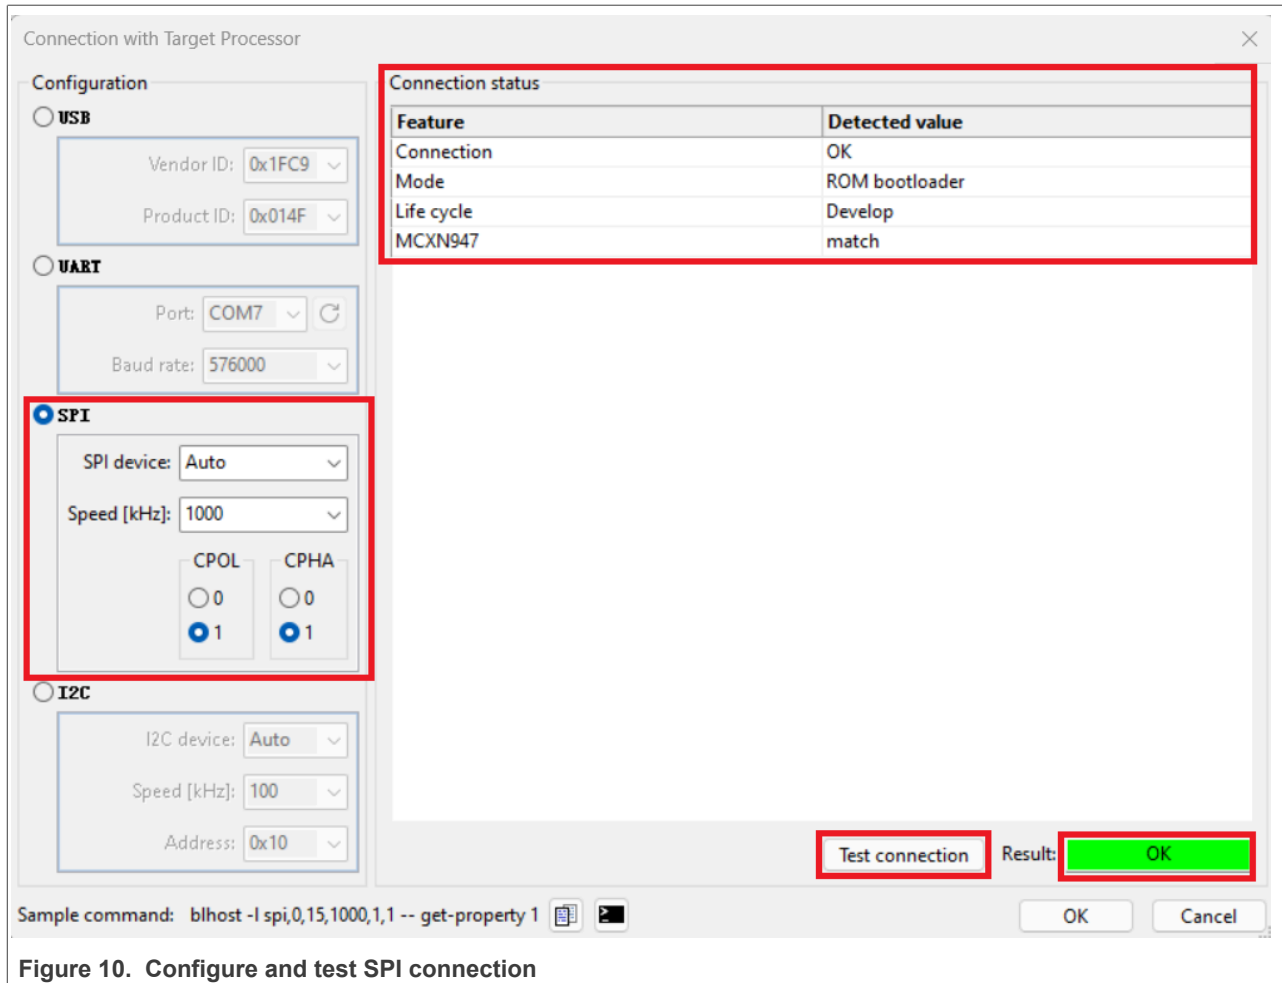 Connection with Target Processor
Configuration
USB
Vendor ID: 0x1FC9
Product ID: 0x014F
UART
Port: COM7
Baud rate: 576000
SPI
SPI device: Auto
Speed [kHz]: 1000
CPOL CPHA
0 0
1 1
I2C
I2C device: Auto
Speed [kHz]: 100
Address: 0x10
Connection status
Feature Detected value
Connection OK
Mode ROM bootloader
Life cycle Develop
MCXN947 match
Test connection Result: OK
Sample command: blhost -l spi,0,15,1000,1,1 -- get-property 1
OK Cancel
Figure 10. Configure and test SPI connection